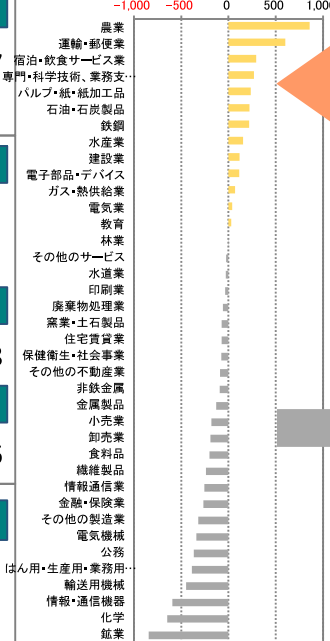 -1,000 -500 0 500 1,000
農業
運輸・郵便業
宿泊・飲食サービス業
専門・科学技術、業務支…
パルプ・紙・紙加工品
石油・石炭製品
鉄鋼
水産業
建設業
電子部品・デバイス
ガス・熱供給業
電気業
教育
林業
その他のサービス
水道業
印刷業
廃棄物処理業
窯業・土石製品
住宅賃貸業
保健衛生・社会事業
その他の不動産業
非鉄金属
金属製品
小売業
卸売業
食料品
繊維製品
情報通信業
金融・保険業
その他の製造業
電気機械
公務
はん用・生産用・業務用…
輸送用機械
情報・通信機器
化学
鉱業